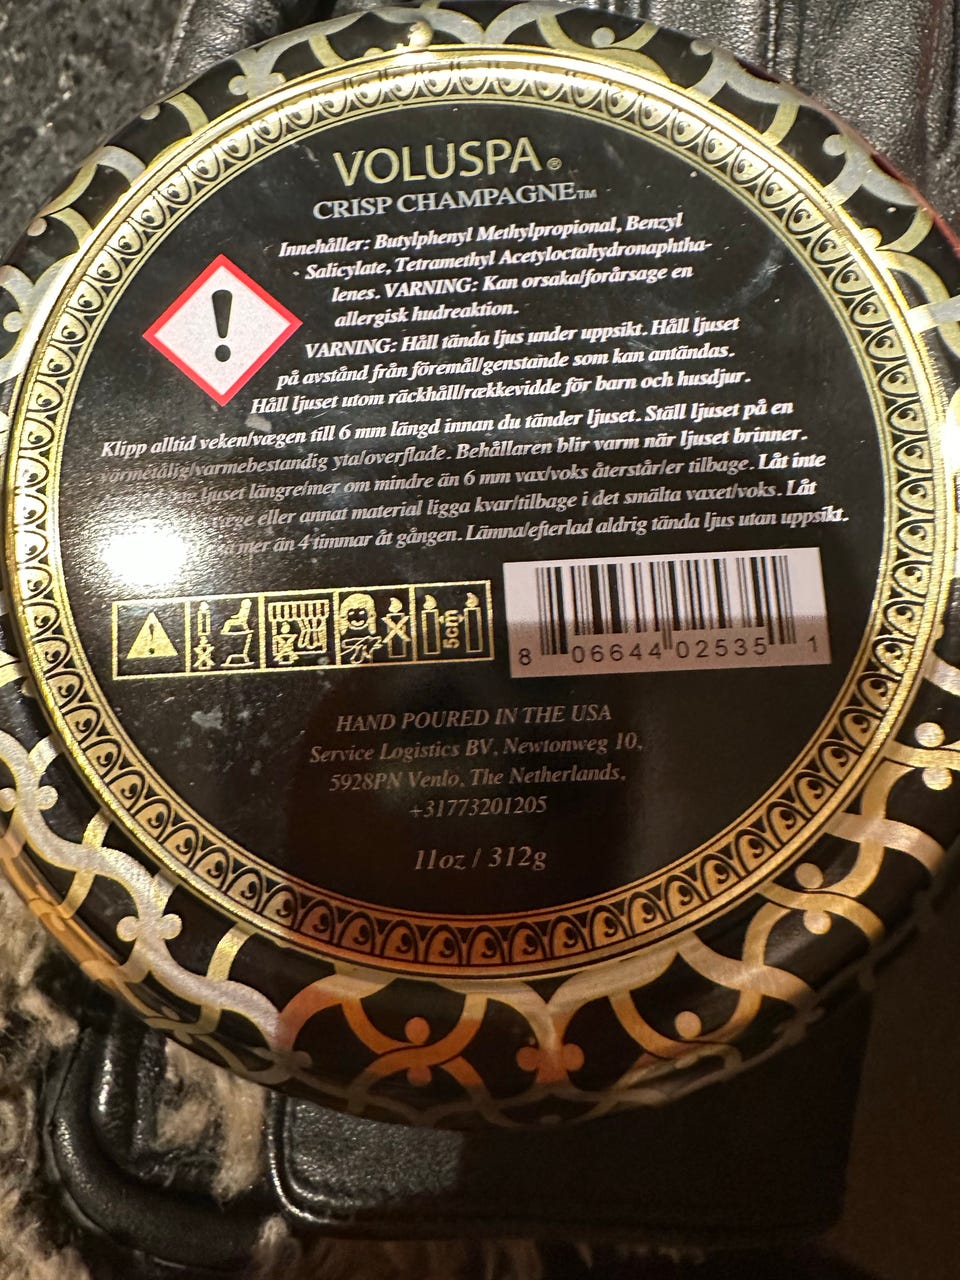 VOLUSPA®
CRISP CHAMPAGNE™
Innehåller: Butylphenyl Methylpropional, Benzyl
Salicylate, Tetramethyl Acetyloctahydronaphtha-
lenes. VARNING: Kan orsaka/forårsage en
allergisk hudreaktion.
VARNING: Håll tända ljus under uppsikt. Håll ljuset
på avstånd från föremål/genstande som kan antändas.
Håll ljuset utom räckhåll/rækkevidde för barn och husdjur.
Klipp alltid veken/vægen till 6 mm längd innan du tänder ljuset. Ställ ljuset på en
värmetålig/varmebestandig yta/overflade. Behållaren blir varm när ljuset brinner.
ljuset längre/mer om mindre än 6 mm vax/voks återstår/er tilbage. Låt inte
eller annat material ligga kvar/tilbage i det smälta vaxet/voks. Låt
mer än 4 timmar åt gången. Lämna/efterlad aldrig tända ljus utan uppsikt.
5cm
8 06644 02535 1
HAND POURED IN THE USA
Service Logistics BV, Newtonweg 10,
5928PN Venlo, The Netherlands,
+31773201205
11oz / 312g